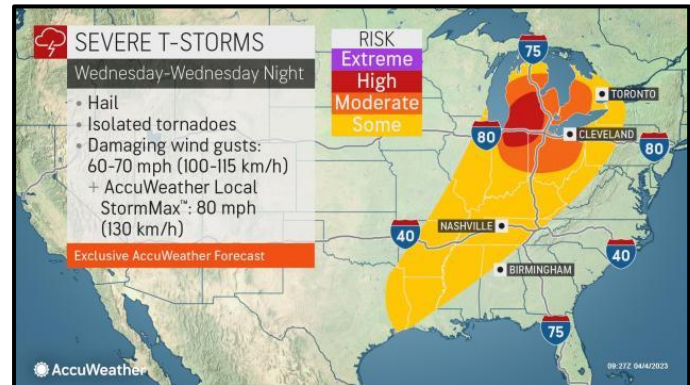 SEVERE T-STORMS
Wednesday-Wednesday Night
• Hail
• Isolated tornadoes
• Damaging wind gusts:
60-70 mph (100-115 km/h)
+ AccuWeather Local
StormMax™: 80 mph
(130 km/h)
Exclusive AccuWeather Forecast
RISK
Extreme
High
Moderate
Some
75
TORONTO
80
CLEVELAND
80
NASHVILLE
40
40
BIRMINGHAM
75
AccuWeather
09:27Z 04/4/2023